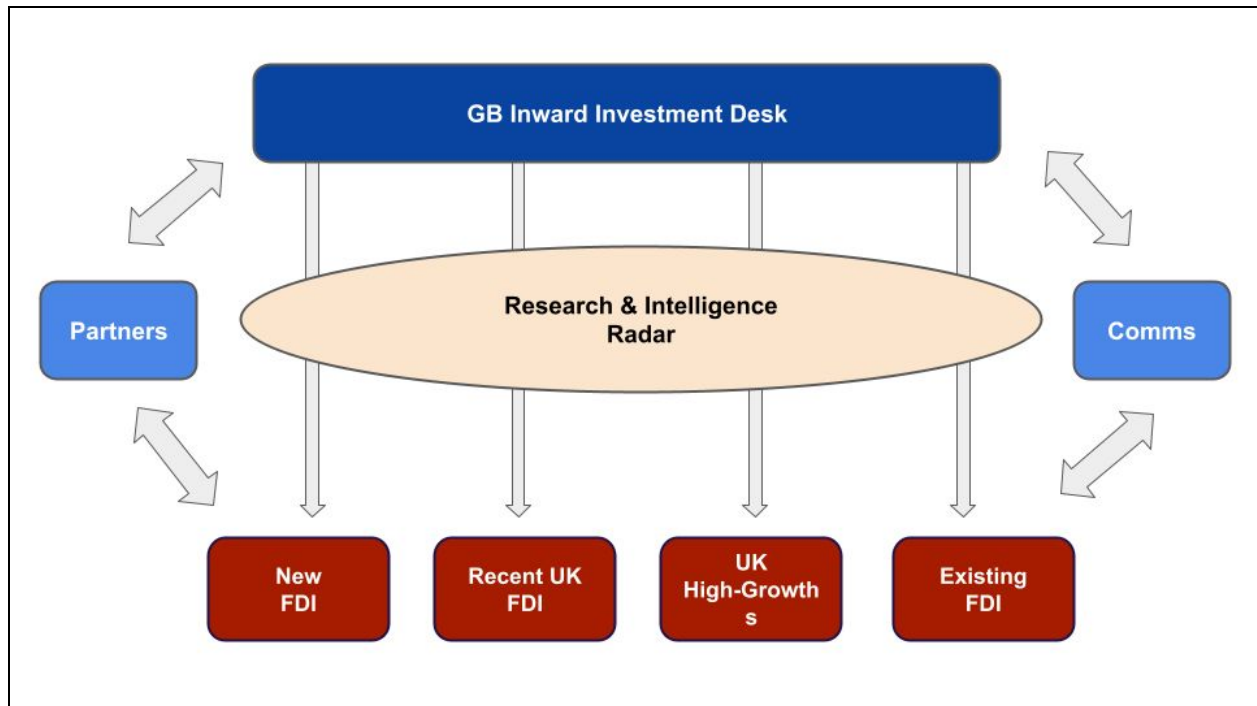 GB Inward Investment Desk
Research & Intelligence
Radar
Partners
Comms
New
FDI
Recent UK
FDI
UK
High-Growth
s
Existing
FDI